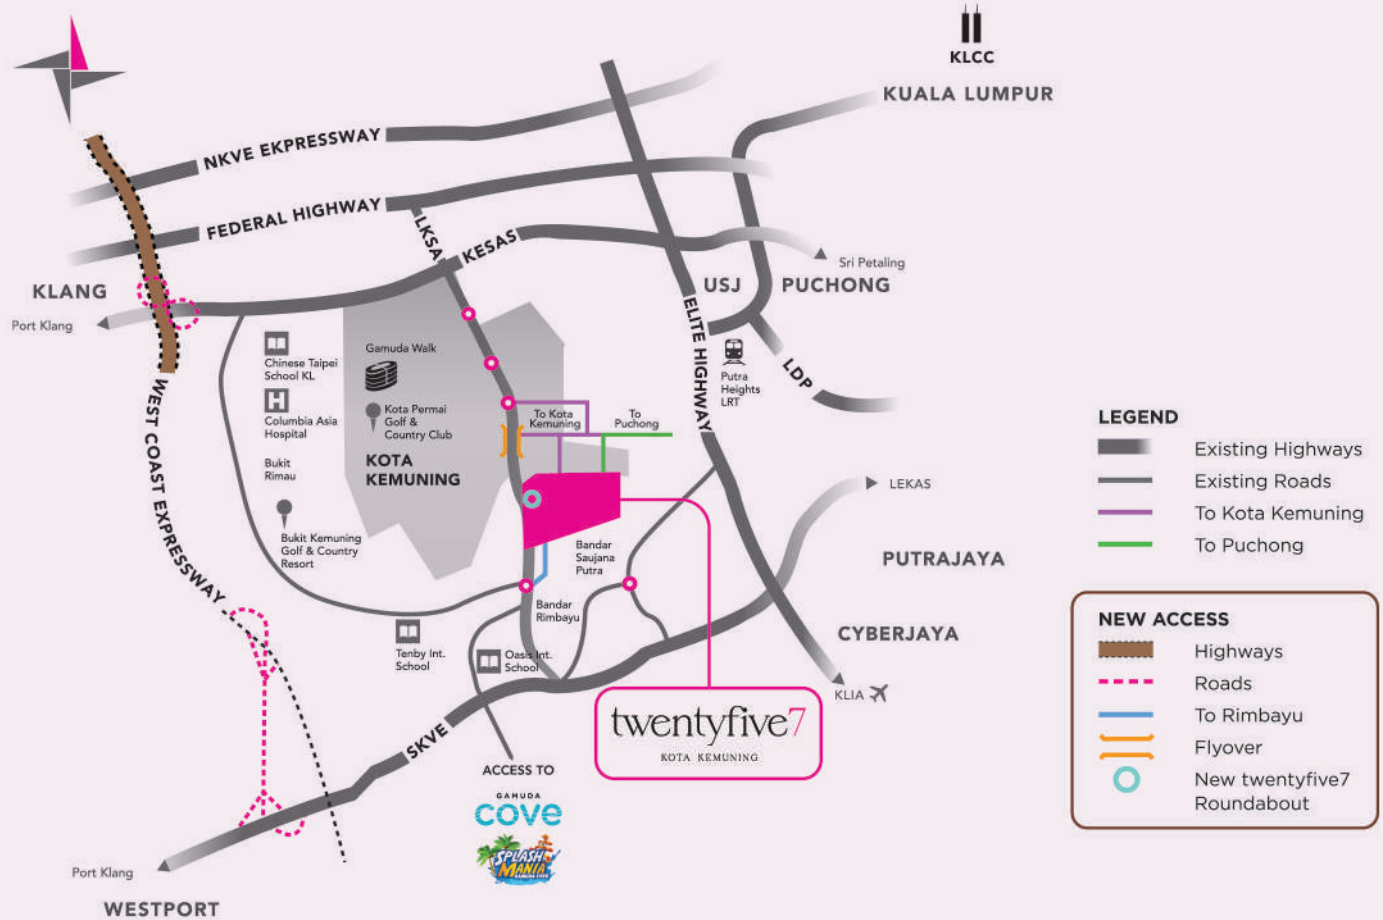 KLCC
KUALA LUMPUR
NKVE EKPRESSWAY
FEDERAL HIGHWAY
LKSA
KESAS
Sri Petaling
KLANG
Port Klang
USJ
PUCHONG
ELITE HIGHWAY
LDP
Putra
Heights
LRT
Chinese Taipei
School KL
Gamuda Walk
Columbia Asia
Hospital
Kota Permai
Golf &
Country Club
To Kota
Kemuning
To
Puchong
Bukit
Rimau
KOTA
KEMUNING
WEST COAST EXPRESSWAY
Bukit Kemuning
Golf & Country
Resort
Bandar
Saujana
Putra
LEKAS
PUTRAJAYA
Bandar
Rimbayu
CYBERJAYA
Tenby Int.
School
Oasis Int.
School
KLIA
SKVE
twentyfive7
KOTA KEMUNING
ACCESS TO
GAMUDA
cove
SPLASH
MANIA
GAMUDA COVE
Port Klang
WESTPORT
LEGEND
Existing Highways
Existing Roads
To Kota Kemuning
To Puchong
NEW ACCESS
Highways
Roads
To Rimbayu
Flyover
New twentyfive7
Roundabout